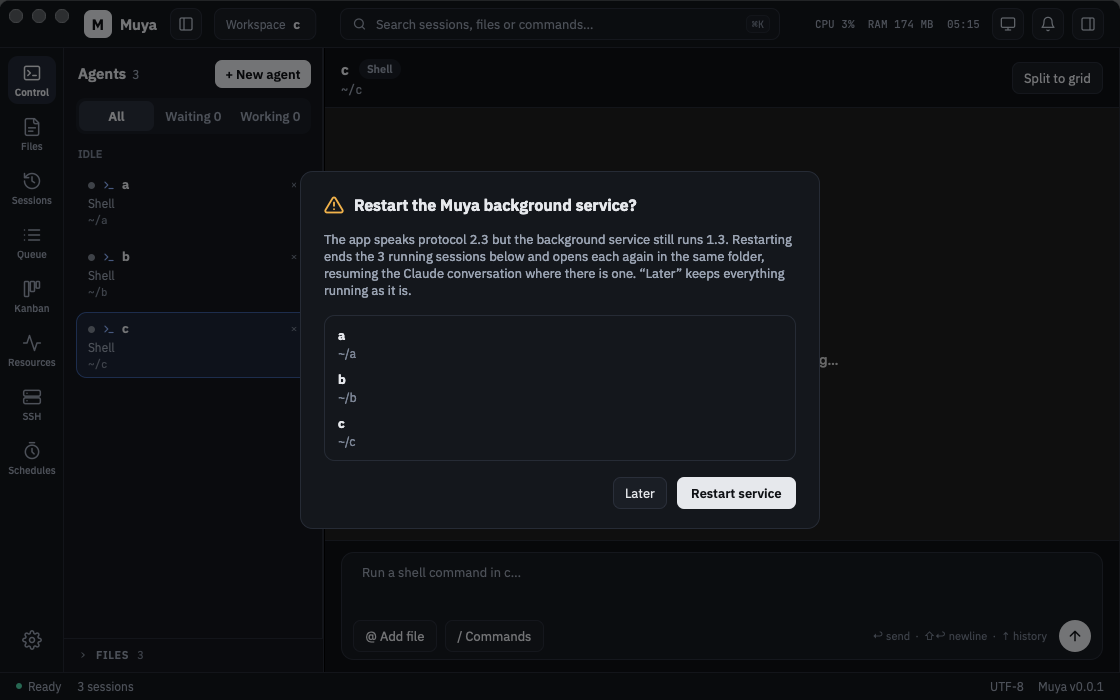 M Muya
Workspace c
Search sessions, files or commands...
⌘K
CPU 3% RAM 174 MB 05:15
Control
Files
Sessions
Queue
Kanban
Resources
SSH
Schedules
Agents 3
+ New agent
All Waiting 0 Working 0
IDLE
a
Shell
~/a
b
Shell
~/b
c
Shell
~/c
› FILES 3
c Shell
~/c
Split to grid
g...
Restart the Muya background service?
The app speaks protocol 2.3 but the background service still runs 1.3. Restarting
ends the 3 running sessions below and opens each again in the same folder,
resuming the Claude conversation where there is one. “Later” keeps everything
running as it is.
a
~/a
b
~/b
c
~/c
Later Restart service
Run a shell command in c...
@ Add file / Commands
↩ send · ⇧↩ newline · ↑ history
Ready 3 sessions
UTF-8 Muya v0.0.1